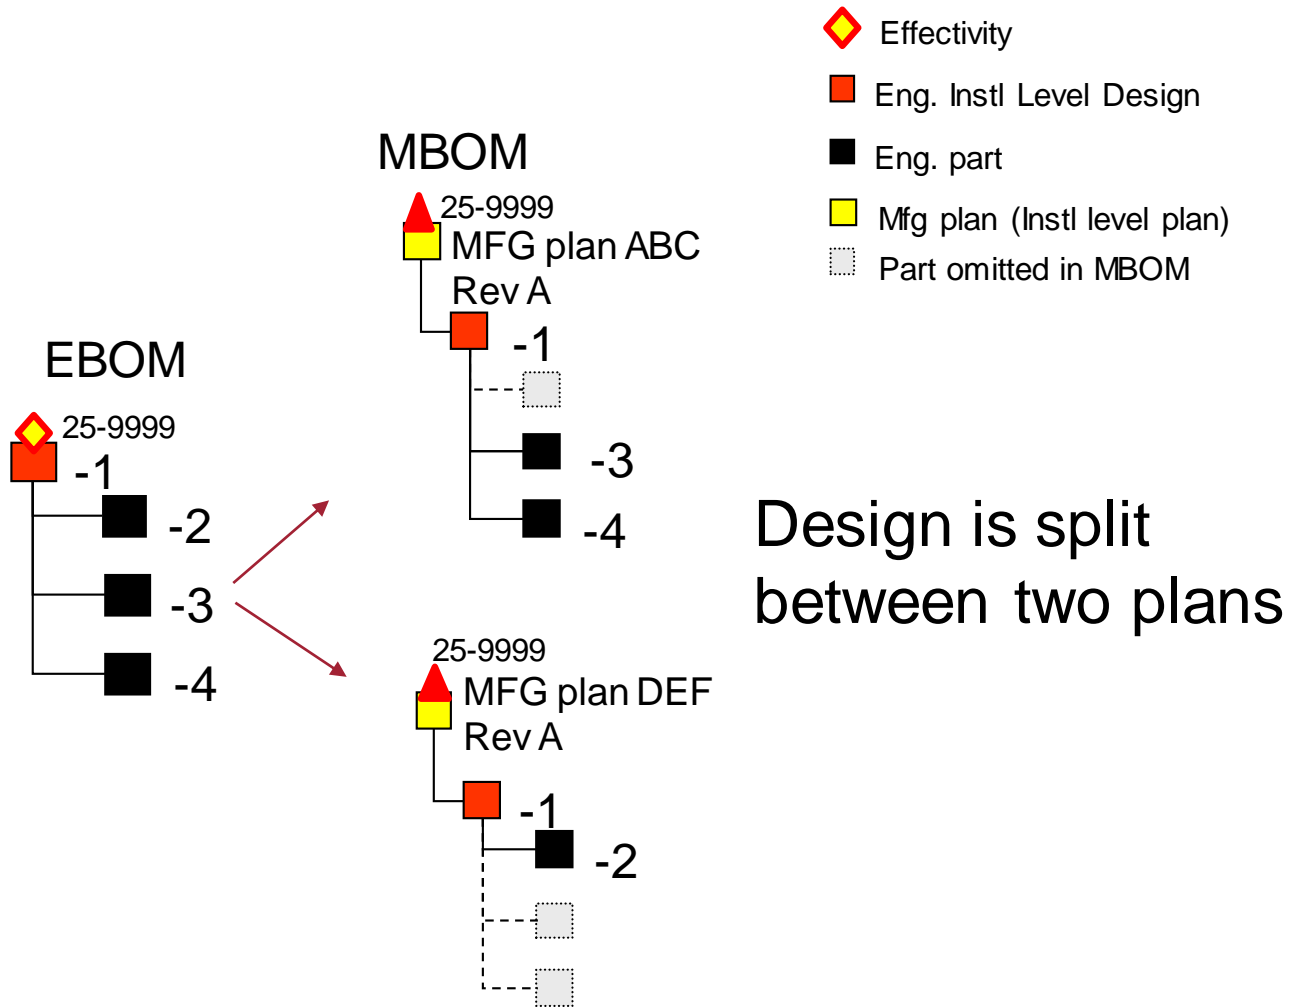 Effectivity
Eng. Instl Level Design
Eng. part
Mfg plan (Instl level plan)
Part omitted in MBOM
MBOM
25-9999
MFG plan ABC
Rev A
-1
-3
-4
EBOM
25-9999
-1
-2
-3
-4
Design is split
between two plans
25-9999
MFG plan DEF
Rev A
-1
-2